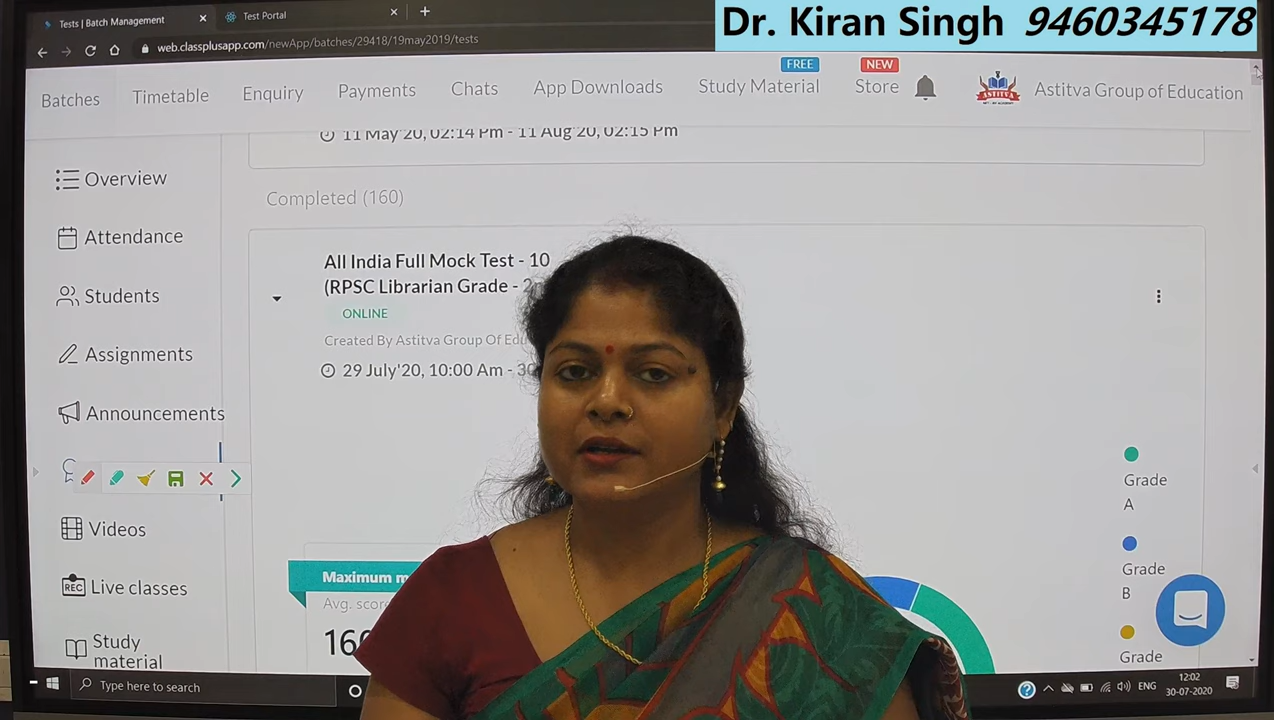 Tests | Batch Management
Test Portal
Dr. Kiran Singh 9460345178
web.classplusapp.com/newApp/batches/29418/19may2019/tests
Batches
Timetable
Enquiry
Payments
Chats
App Downloads
FREE
Study Material
NEW
Store
ASTITVA
Astitva Group of Education
11 May'20, 02:14 Pm - 11 Aug'20, 02:15 Pm
Overview
Completed (160)
Attendance
All India Full Mock Test - 10
Students
(RPSC Librarian Grade -
ONLINE
Created By Astitva Group Of
Assignments
29 July'20, 10:00 Am -
Announcements
Grade
A
Videos
Grade
B
Maximum
REC
Live classes
Avg. score
Study
material
Grade
Type here to search
ENG
12:02
30-07-2020